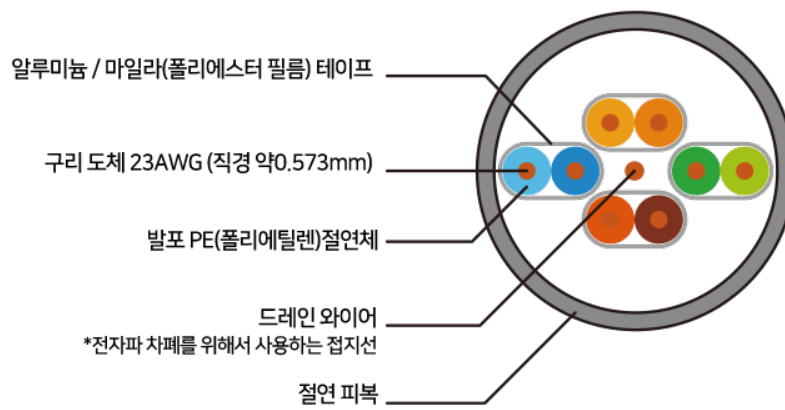 알루미늄 / 마일라(폴리에스터 필름) 테이프
구리 도체 23AWG (직경 약0.573mm)
발포 PE(폴리에틸렌)절연체
드레인 와이어
*전자파 차폐를 위해서 사용하는 접지선
절연 피복